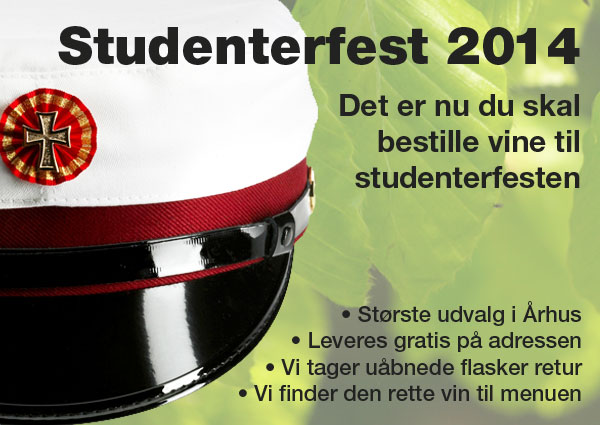 Studenterfest 2014
Det er nu du skal
bestille vine til
studenterfesten
• Største udvalg i Århus
• Leveres gratis på adressen
• Vi tager uåbnede flasker retur
• Vi finder den rette vin til menuen